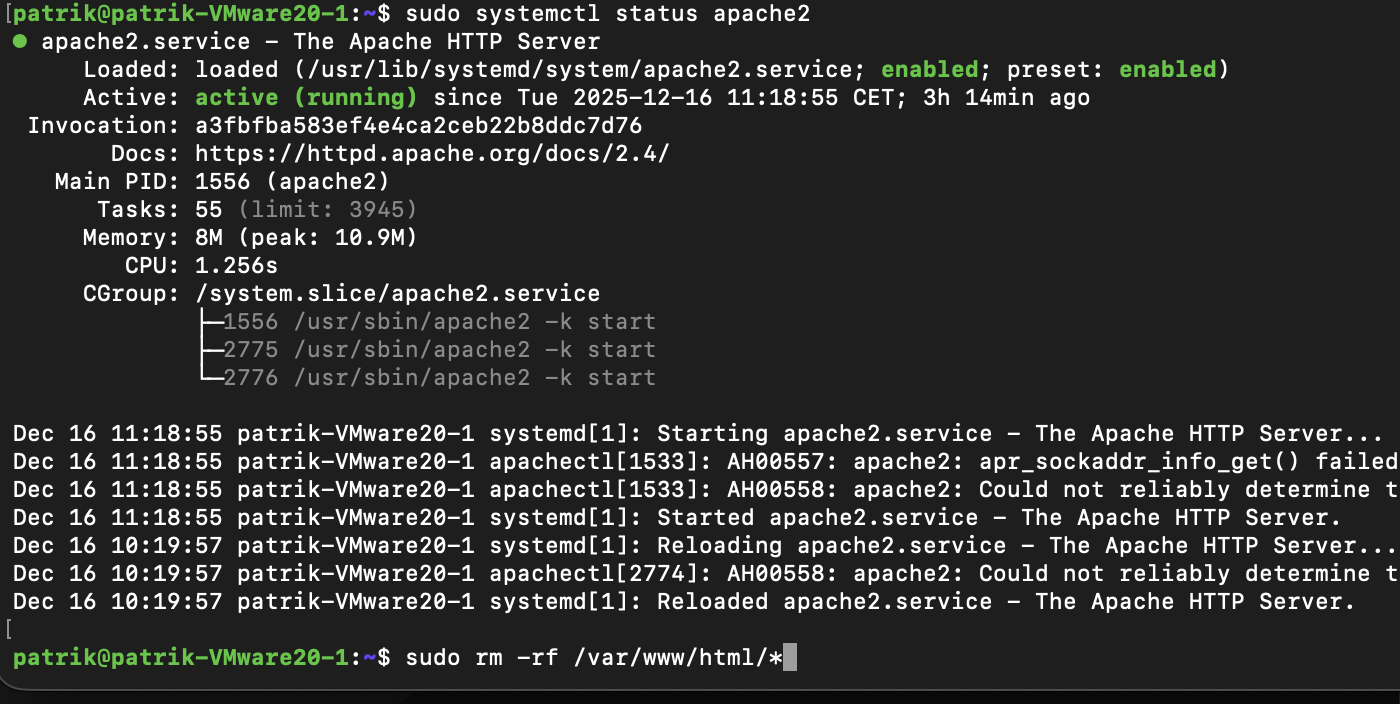 [patrik@patrik-VMware20-1:~$ sudo systemctl status apache2
● apache2.service – The Apache HTTP Server
Loaded: loaded (/usr/lib/systemd/system/apache2.service; enabled; preset: enabled)
Active: active (running) since Tue 2025-12-16 11:18:55 CET; 3h 14min ago
Invocation: a3fbfba583ef4e4ca2ceb22b8ddc7d76
Docs: https://httpd.apache.org/docs/2.4/
Main PID: 1556 (apache2)
Tasks: 55 (limit: 3945)
Memory: 8M (peak: 10.9M)
CPU: 1.256s
CGroup: /system.slice/apache2.service
├─1556 /usr/sbin/apache2 -k start
├─2775 /usr/sbin/apache2 -k start
└─2776 /usr/sbin/apache2 -k start
Dec 16 11:18:55 patrik-VMware20-1 systemd[1]: Starting apache2.service – The Apache HTTP Server...
Dec 16 11:18:55 patrik-VMware20-1 apachectl[1533]: AH00557: apache2: apr_sockaddr_info_get() failed
Dec 16 11:18:55 patrik-VMware20-1 apachectl[1533]: AH00558: apache2: Could not reliably determine t
Dec 16 11:18:55 patrik-VMware20-1 systemd[1]: Started apache2.service – The Apache HTTP Server.
Dec 16 10:19:57 patrik-VMware20-1 systemd[1]: Reloading apache2.service – The Apache HTTP Server...
Dec 16 10:19:57 patrik-VMware20-1 apachectl[2774]: AH00558: apache2: Could not reliably determine t
Dec 16 10:19:57 patrik-VMware20-1 systemd[1]: Reloaded apache2.service – The Apache HTTP Server.
[
patrik@patrik-VMware20-1:~$ sudo rm -rf /var/www/html/*